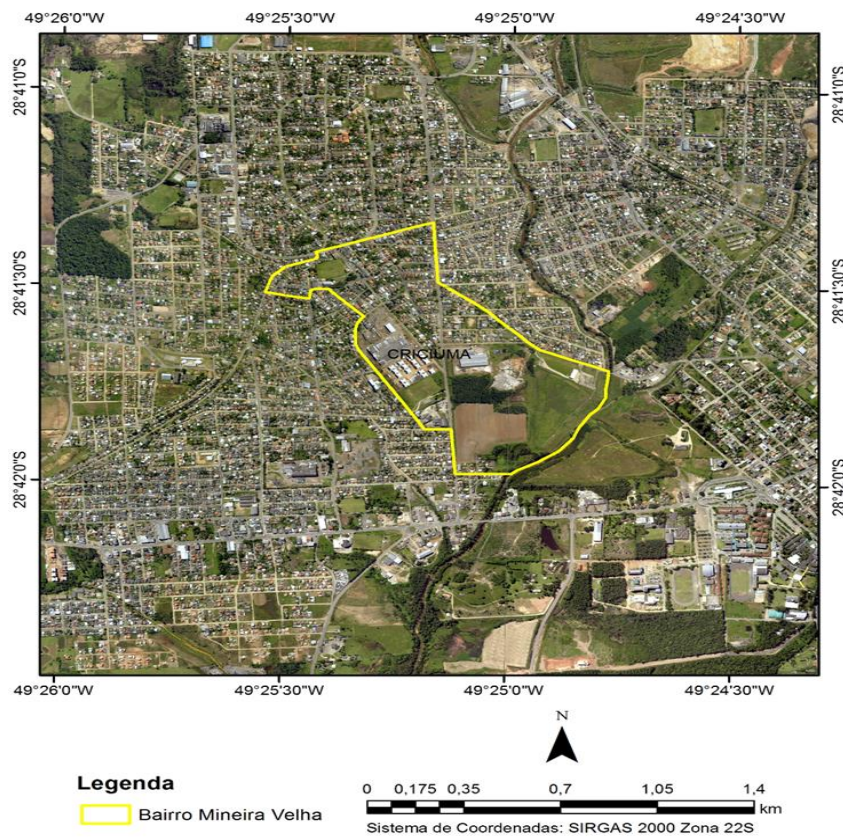 49°26'0"W 49°25'30"W 49°25'0"W 49°24'30"W
28°41'0"S 28°41'0"S
28°41'30"S 28°41'30"S
CRICIUMA
28°42'0"S 28°42'0"S
49°26'0"W 49°25'30"W 49°25'0"W 49°24'30"W
N
Legenda
Bairro Mineira Velha
0 0,175 0,35 0,7 1,05 1,4
km
Sistema de Coordenadas: SIRGAS 2000 Zona 22S